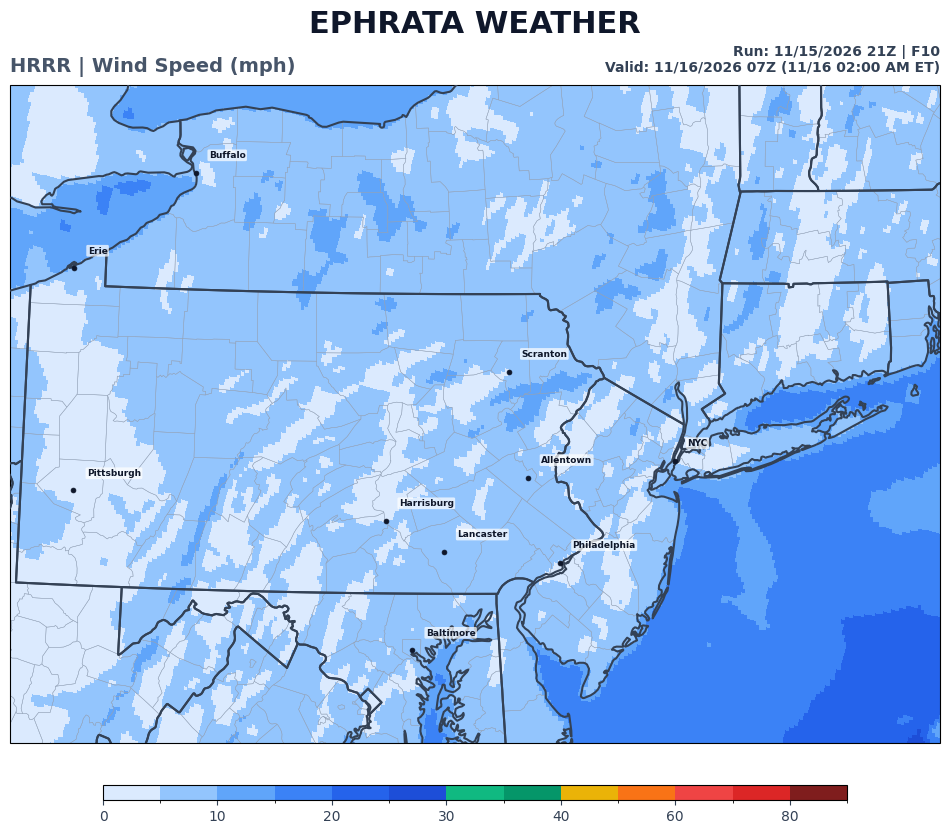 EPHRATA WEATHER
HRRR | Wind Speed (mph)
Run: 11/15/2026 21Z | F10
Valid: 11/16/2026 07Z (11/16 02:00 AM ET)
Buffalo
Erie
Scranton
NYC
Allentown
Pittsburgh
Harrisburg
Lancaster
Philadelphia
Baltimore
0 10 20 30 40 50 60 70 80